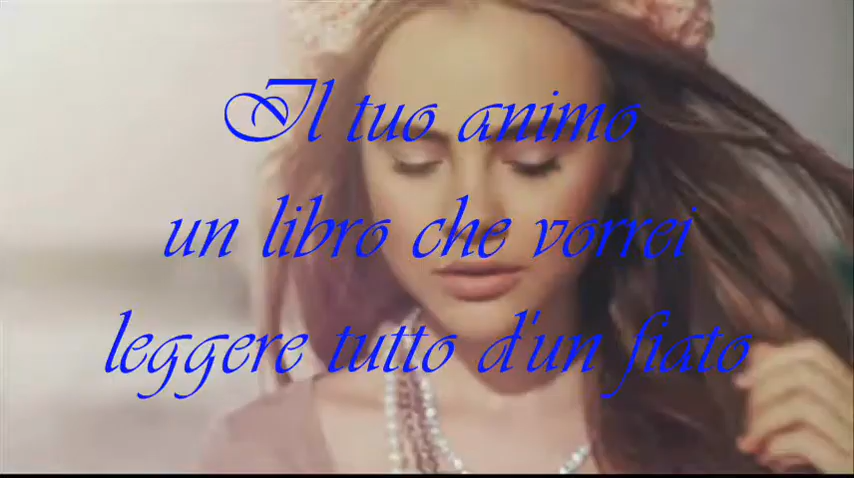 Il tuo animo
un libro che vorrei
leggere tutto d'un fiato